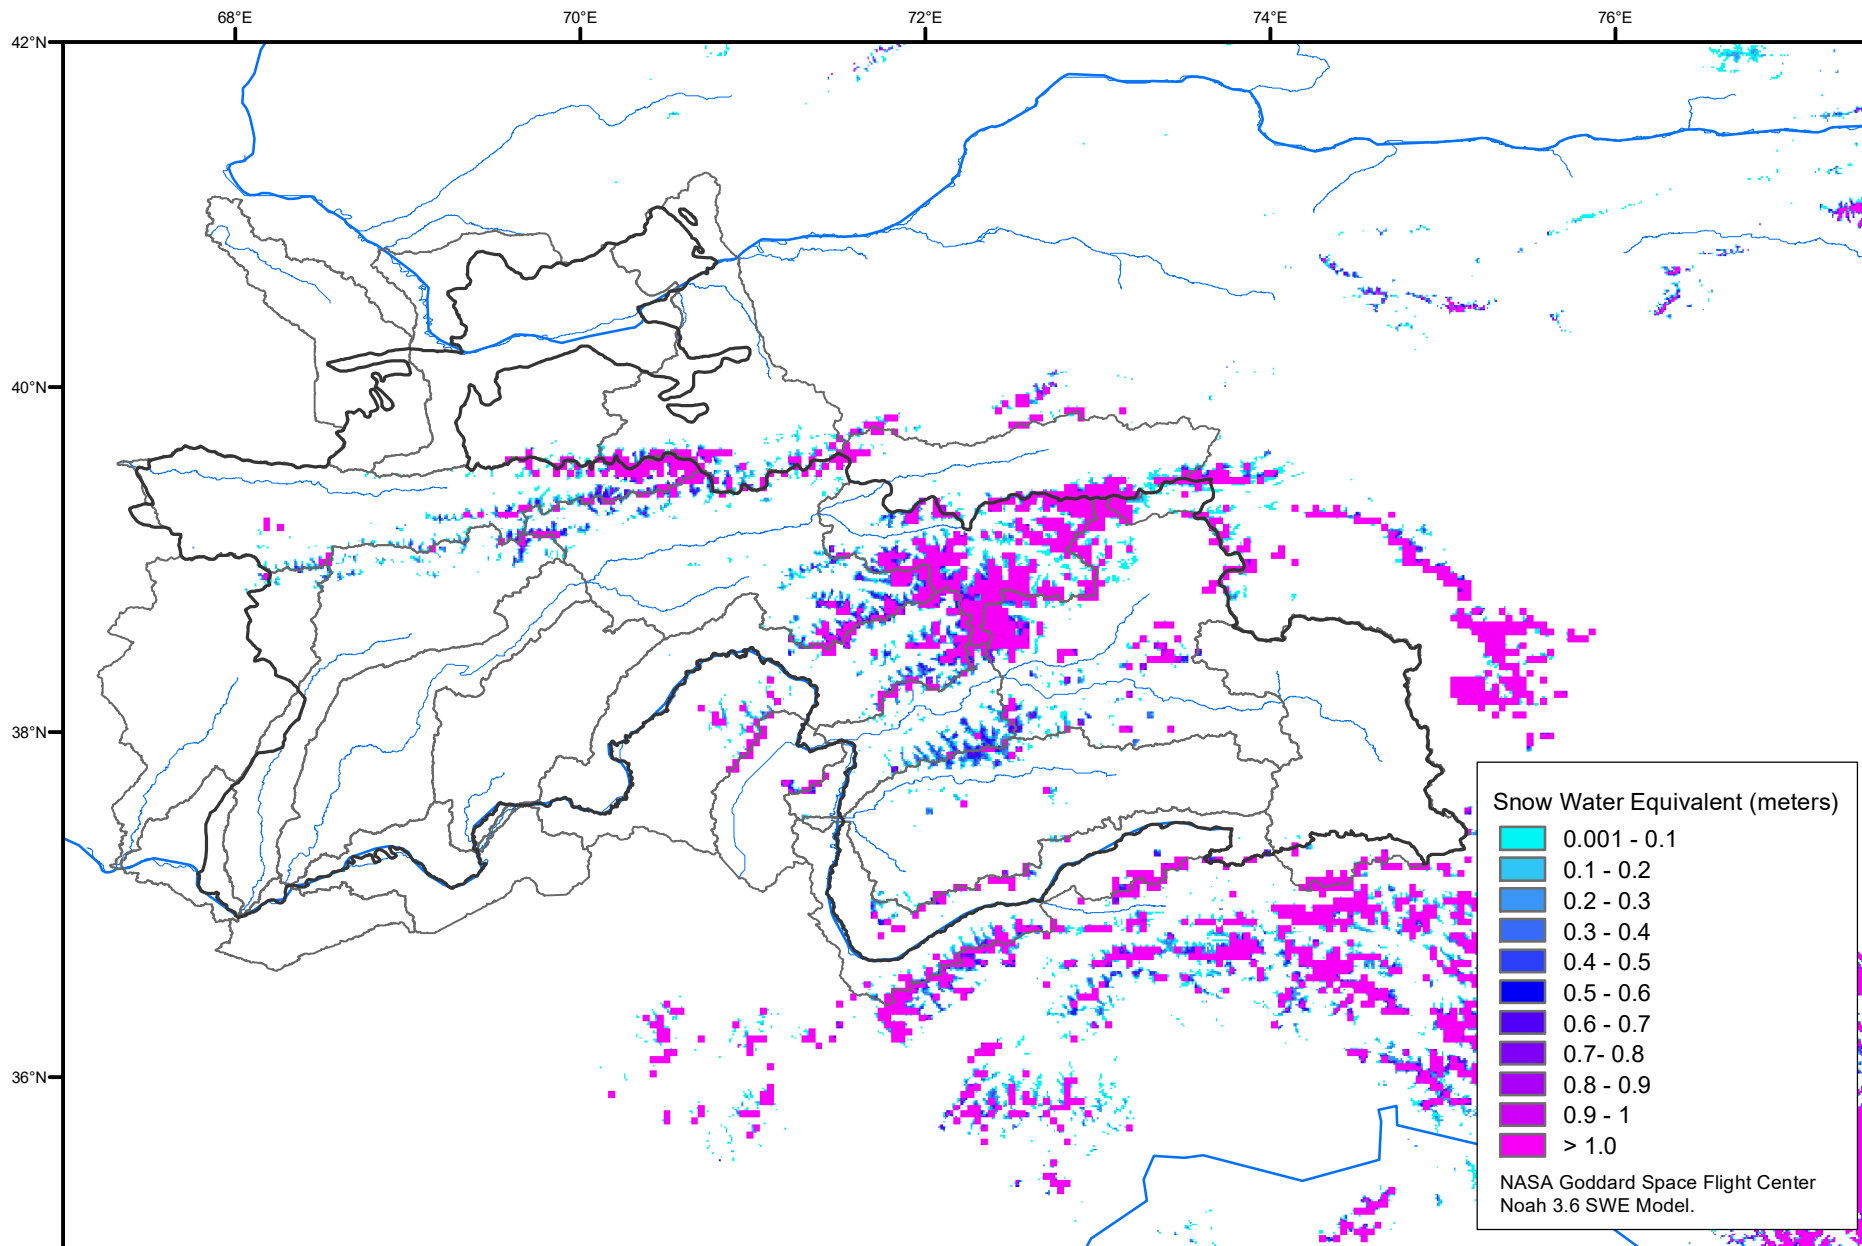 68°E 70°E 72°E 74°E 76°E
42°N
40°N
38°N
36°N
Snow Water Equivalent (meters)
0.001 - 0.1
0.1 - 0.2
0.2 - 0.3
0.3 - 0.4
0.4 - 0.5
0.5 - 0.6
0.6 - 0.7
0.7- 0.8
0.8 - 0.9
0.9 - 1
> 1.0
NASA Goddard Space Flight Center
Noah 3.6 SWE Model.